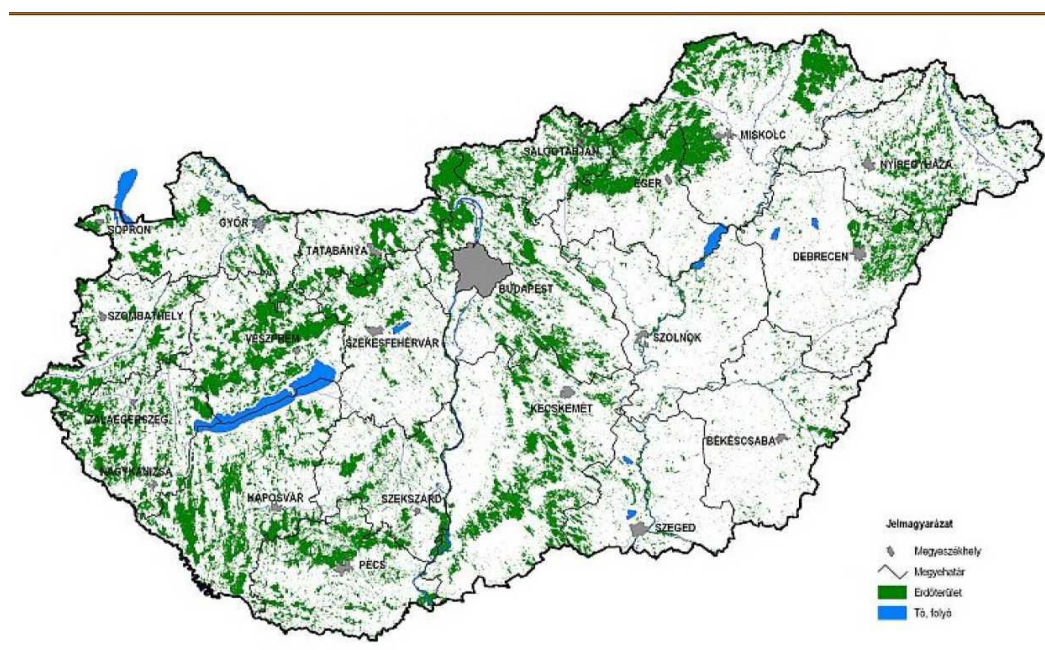 MISKOLC
SALGÓTARJÁN
NYÍREGYHÁZA
EGER
SOPRON
GYŐR
TATABÁNYA
DEBRECEN
BUDAPEST
SZOMBATHELY
VESZPRÉM
SZÉKESFEHÉRVÁR
SZOLNOK
ZALAEGERSZEG
KECSKEMÉT
BÉKÉSCSABA
NAGYKANIZSA
KAPOSVÁR
SZEKSZÁRD
SZEGED
PÉCS
Jelmagyarázat
Megyeszékhely
Megyehatár
Erdőterület
Tó, folyó